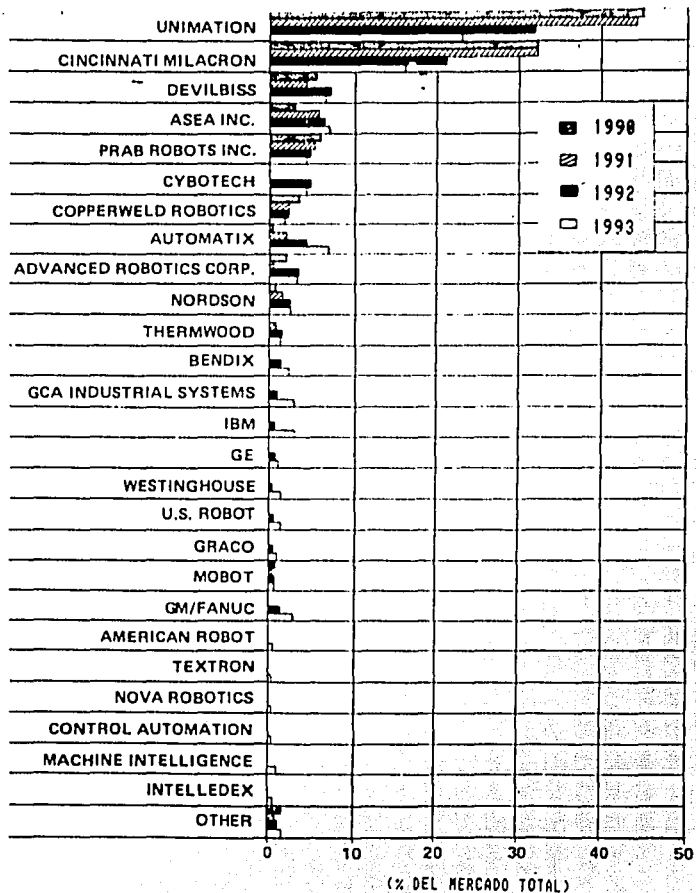 UNIMATION
CINCINNATI MILACRON
DEVILBISS
ASEA INC.
PRAB ROBOTS INC.
CYBOTECH
COPPERWELD ROBOTICS
AUTOMATIX
ADVANCED ROBOTICS CORP.
NORDSON
THERMWOOD
BENDIX
GCA INDUSTRIAL SYSTEMS
IBM
GE
WESTINGHOUSE
U.S. ROBOT
GRACO
MOBOT
GM/FANUC
AMERICAN ROBOT
TEXTRON
NOVA ROBOTICS
CONTROL AUTOMATION
MACHINE INTELLIGENCE
INTELLEDEX
OTHER
1990
1991
1992
1993
0 10 20 30 40 50
(% DEL MERCADO TOTAL)